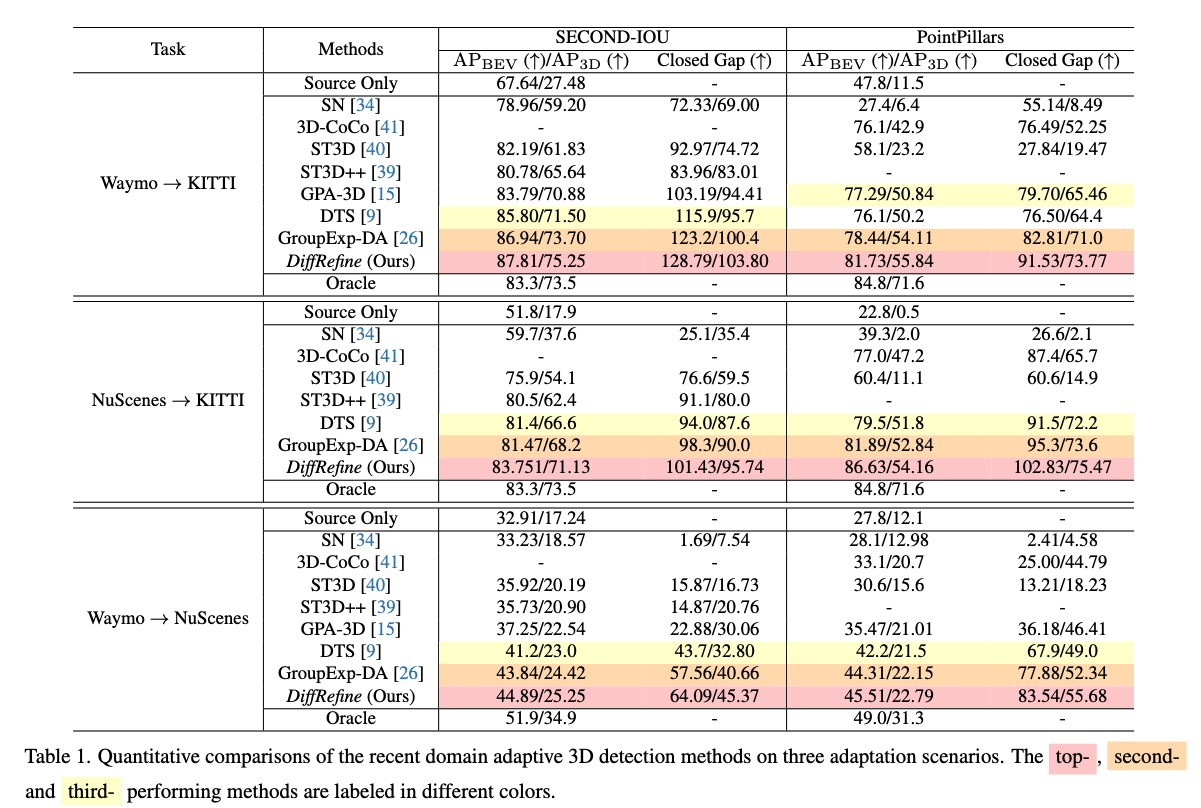 Task Methods SECOND-IOU PointPillars
AP_BEV (↑)/AP_3D (↑) Closed Gap (↑) AP_BEV (↑)/AP_3D (↑) Closed Gap (↑)
Waymo → KITTI
Source Only 67.64/27.48 - 47.8/11.5 -
SN [34] 78.96/59.20 72.33/69.00 27.4/6.4 55.14/8.49
3D-CoCo [41] - - 76.1/42.9 76.49/52.25
ST3D [40] 82.19/61.83 92.97/74.72 58.1/23.2 27.84/19.47
ST3D++ [39] 80.78/65.64 83.96/83.01 - -
GPA-3D [15] 83.79/70.88 103.19/94.41 77.29/50.84 79.70/65.46
DTS [9] 85.80/71.50 115.9/95.7 76.1/50.2 76.50/64.4
GroupExp-DA [26] 86.94/73.70 123.2/100.4 78.44/54.11 82.81/71.0
DiffRefine (Ours) 87.81/75.25 128.79/103.80 81.73/55.84 91.53/73.77
Oracle 83.3/73.5 - 84.8/71.6 -
NuScenes → KITTI
Source Only 51.8/17.9 - 22.8/0.5 -
SN [34] 59.7/37.6 25.1/35.4 39.3/2.0 26.6/2.1
3D-CoCo [41] - - 77.0/47.2 87.4/65.7
ST3D [40] 75.9/54.1 76.6/59.5 60.4/11.1 60.6/14.9
ST3D++ [39] 80.5/62.4 91.1/80.0 - -
DTS [9] 81.4/66.6 94.0/87.6 79.5/51.8 91.5/72.2
GroupExp-DA [26] 81.47/68.2 98.3/90.0 81.89/52.84 95.3/73.6
DiffRefine (Ours) 83.751/71.13 101.43/95.74 86.63/54.16 102.83/75.47
Oracle 83.3/73.5 - 84.8/71.6 -
Waymo → NuScenes
Source Only 32.91/17.24 - 27.8/12.1 -
SN [34] 33.23/18.57 1.69/7.54 28.1/12.98 2.41/4.58
3D-CoCo [41] - - 33.1/20.7 25.00/44.79
ST3D [40] 35.92/20.19 15.87/16.73 30.6/15.6 13.21/18.23
ST3D++ [39] 35.73/20.90 14.87/20.76 - -
GPA-3D [15] 37.25/22.54 22.88/30.06 35.47/21.01 36.18/46.41
DTS [9] 41.2/23.0 43.7/32.80 42.2/21.5 67.9/49.0
GroupExp-DA [26] 43.84/24.42 57.56/40.66 44.31/22.15 77.88/52.34
DiffRefine (Ours) 44.89/25.25 64.09/45.37 45.51/22.79 83.54/55.68
Oracle 51.9/34.9 - 49.0/31.3 -
Table 1. Quantitative comparisons of the recent domain adaptive 3D detection methods on three adaptation scenarios. The top- , second-
and third- performing methods are labeled in different colors.